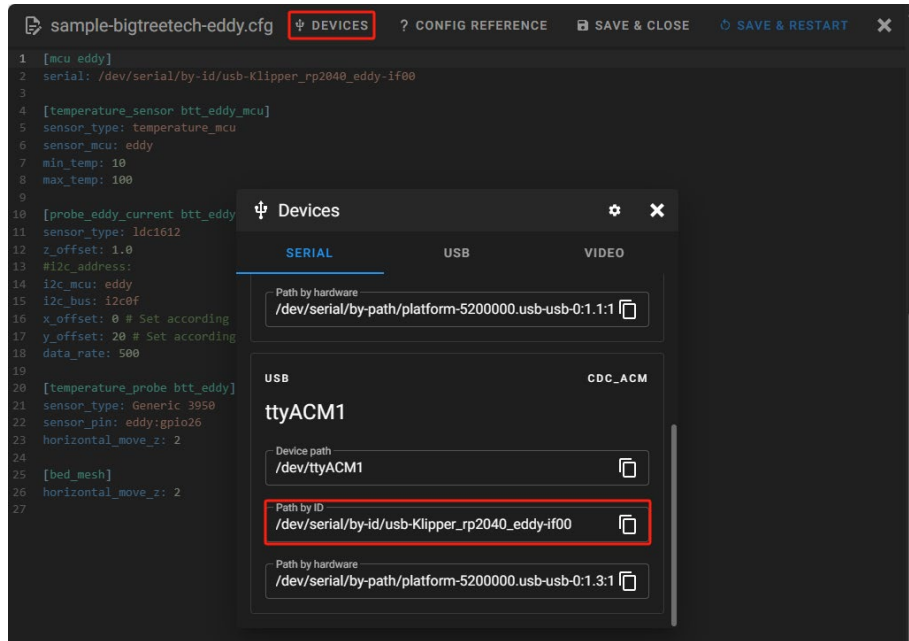 sample-bigtreetech-eddy.cfg DEVICES ? CONFIG REFERENCE SAVE & CLOSE SAVE & RESTART
1 [mcu eddy]
2 serial: /dev/serial/by-id/usb-Klipper_rp2040_eddy-if00
3
4 [temperature_sensor btt_eddy_mcu]
5 sensor_type: temperature_mcu
6 sensor_mcu: eddy
7 min_temp: 10
8 max_temp: 100
9
10 [probe_eddy_current btt_eddy
11 sensor_type: ldc1612
12 z_offset: 1.0
13 #i2c_address:
14 i2c_mcu: eddy
15 i2c_bus: i2c0f
16 x_offset: 0 # Set according
17 y_offset: 20 # Set according
18 data_rate: 500
19
20 [temperature_probe btt_eddy]
21 sensor_type: Generic 3950
22 sensor_pin: eddy:gpio26
23 horizontal_move_z: 2
24
25 [bed_mesh]
26 horizontal_move_z: 2
27
Devices
SERIAL USB VIDEO
Path by hardware
/dev/serial/by-path/platform-5200000.usb-usb-0:1.1:1
USB CDC_ACM
ttyACM1
Device path
/dev/ttyACM1
Path by ID
/dev/serial/by-id/usb-Klipper_rp2040_eddy-if00
Path by hardware
/dev/serial/by-path/platform-5200000.usb-usb-0:1.3:1